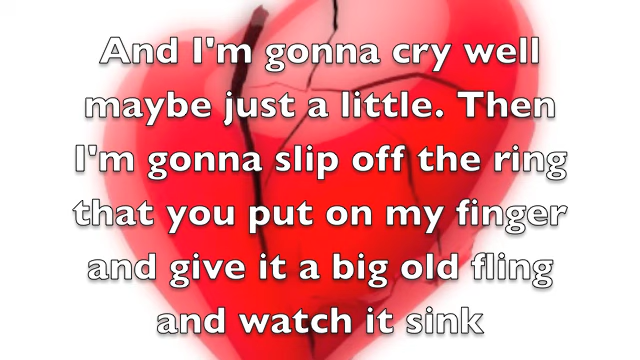 And I'm gonna cry well
maybe just a little. Then
I'm gonna slip off the ring
that you put on my finger
and give it a big old fling
and watch it sink